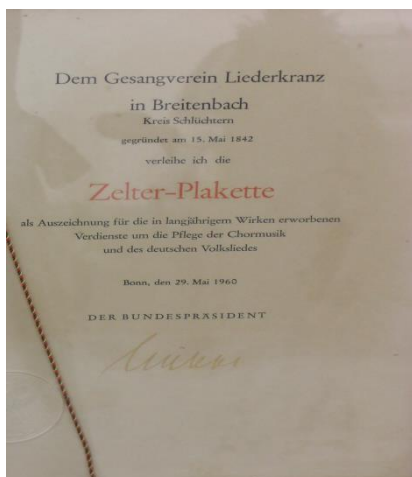 Dem Gesangverein Liederkranz
in Breitenbach
Kreis Schlüchtern
gegründet am 15. Mai 1842
verleihe ich die
Zelter-Plakette
als Auszeichnung für die in langjährigem Wirken erworbenen
Verdienste um die Pflege der Chormusik
und des deutschen Volksliedes
Bonn, den 29. Mai 1960
DER BUNDESPRÄSIDENT